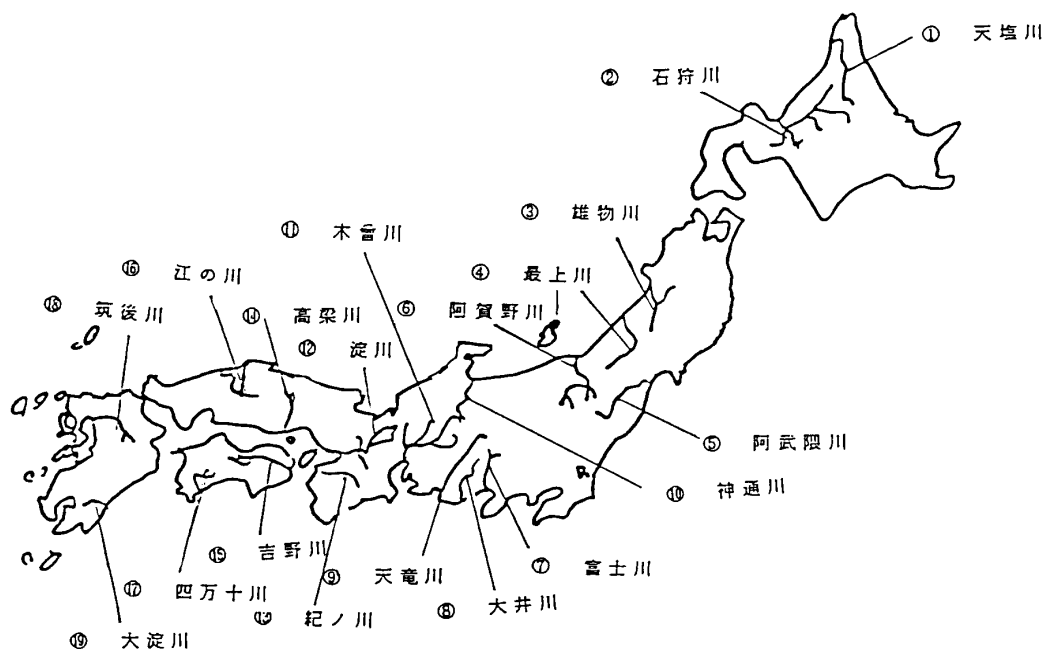 ① 天塩川
② 石狩川
③ 雄物川
④ 最上川
⑤ 阿武隈川
⑥ 阿賀野川
⑦ 富士川
⑧ 大井川
⑨ 天竜川
⑩ 神通川
⑪ 木曾川
⑫ 淀川
⑬ 紀ノ川
⑭ 高梁川
⑮ 吉野川
⑯ 江の川
⑰ 四万十川
⑱ 筑後川
⑲ 大淀川